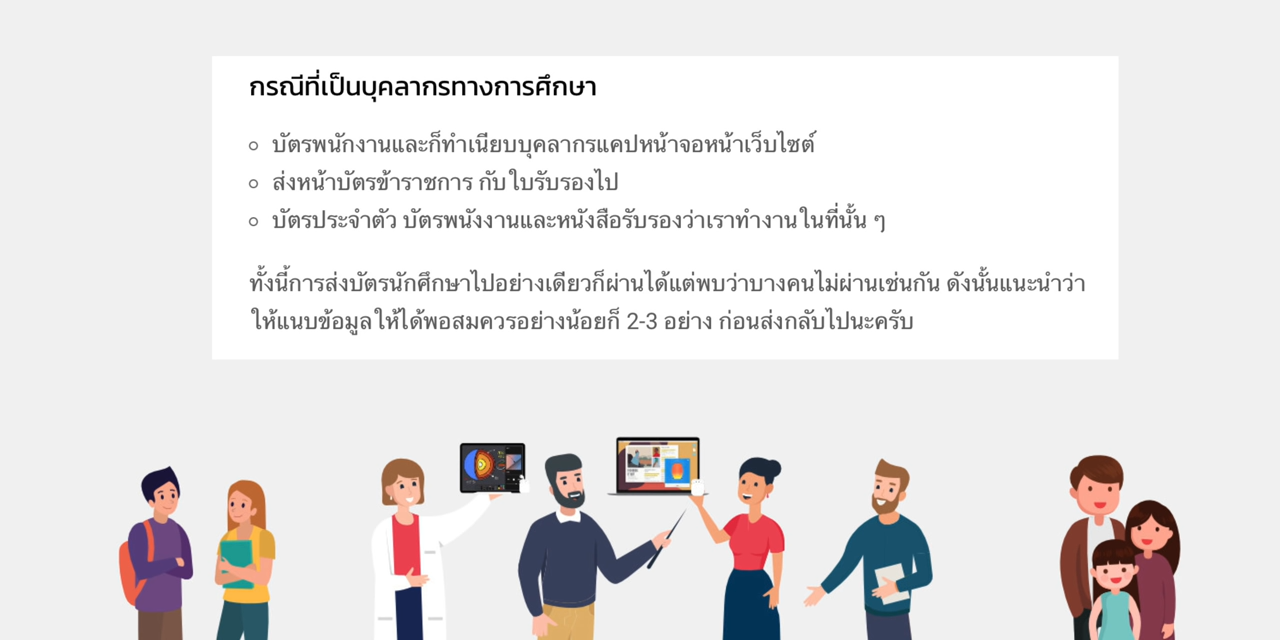 กรณีที่เป็นบุคลากรทางการศึกษา
บัตรพนักงานและก็ทำเนียบบุคลากรแคปหน้าจอหน้าเว็บไซต์
ส่งหน้าบัตรข้าราชการ กับใบรับรองไป
บัตรประจำตัว บัตรพนังงานและหนังสือรับรองว่าเราทำงานในที่นั้น ๆ
ทั้งนี้การส่งบัตรนักศึกษาไปอย่างเดียวก็ผ่านได้แต่พบว่าบางคนไม่ผ่านเช่นกัน ดังนั้นแนะนำว่า
ให้แนบข้อมูลให้ได้พอสมควรอย่างน้อยก็ 2-3 อย่าง ก่อนส่งกลับไปนะครับ